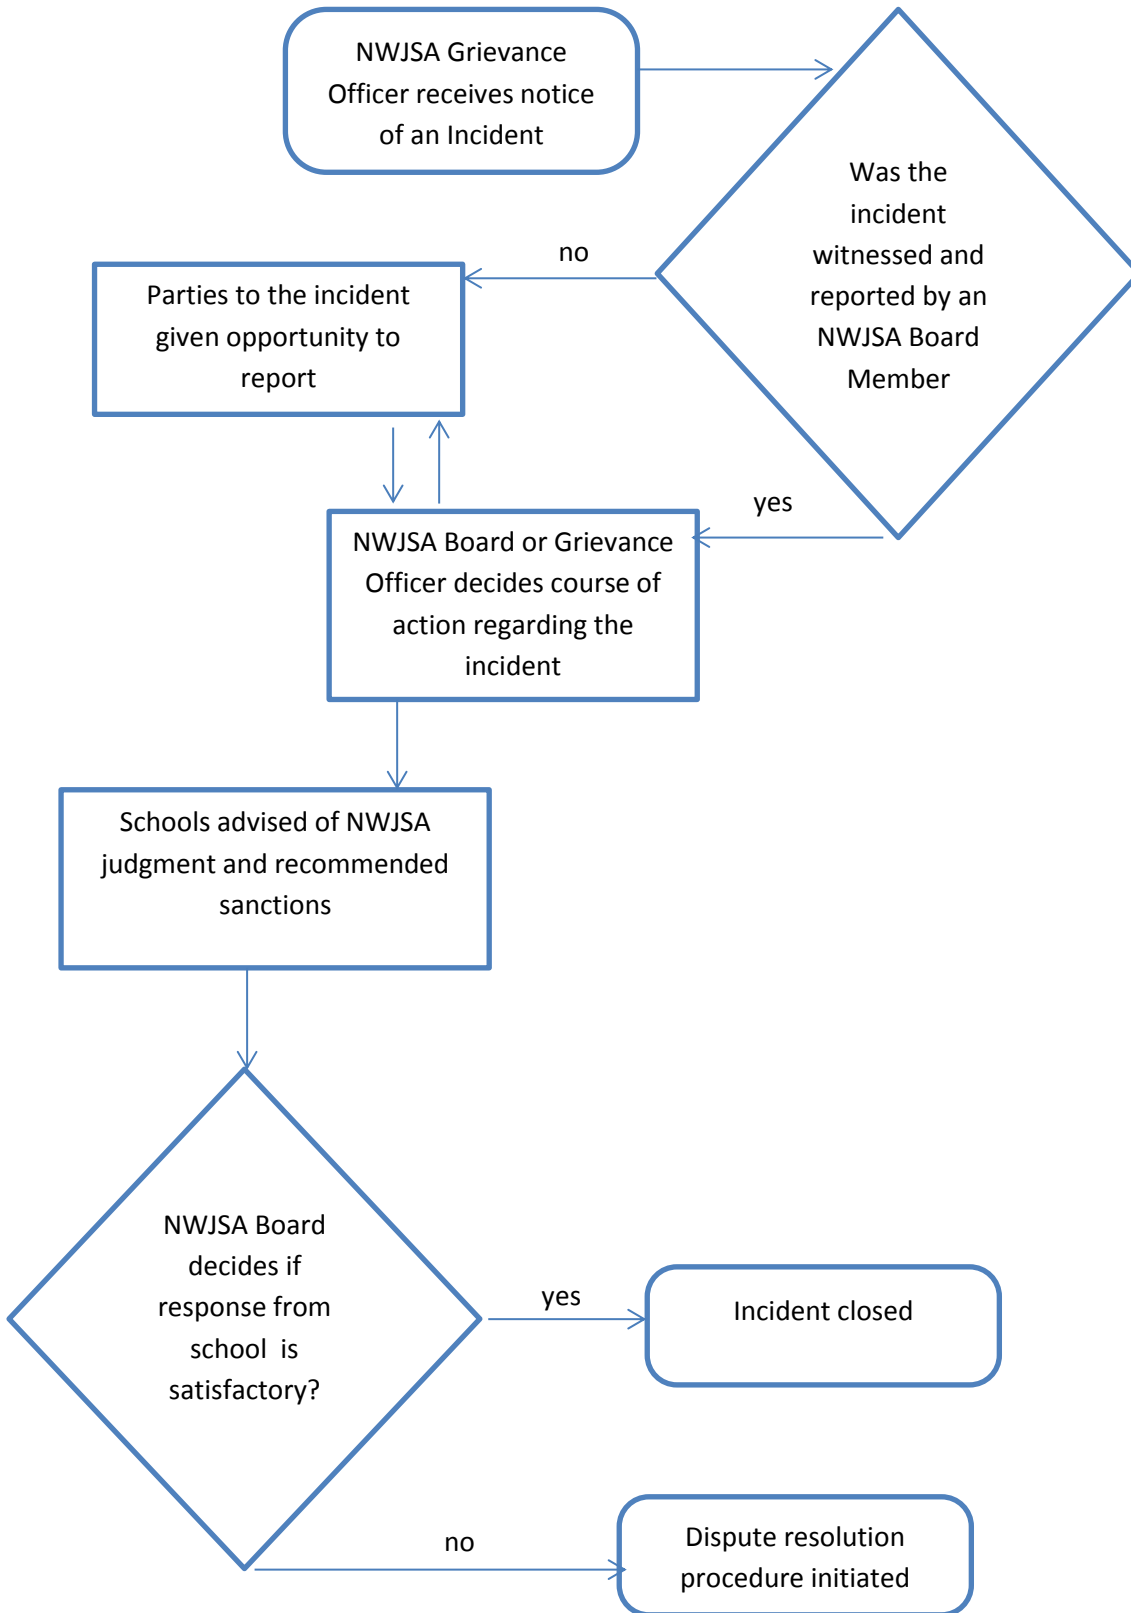 NWJSA Grievance
Officer receives notice
of an Incident
Was the
incident
witnessed and
reported by an
NWJSA Board
Member
no
Parties to the incident
given opportunity to
report
yes
NWJSA Board or Grievance
Officer decides course of
action regarding the
incident
Schools advised of NWJSA
judgment and recommended
sanctions
NWJSA Board
decides if
response from
school  is
satisfactory?
yes
Incident closed
no
Dispute resolution
procedure initiated